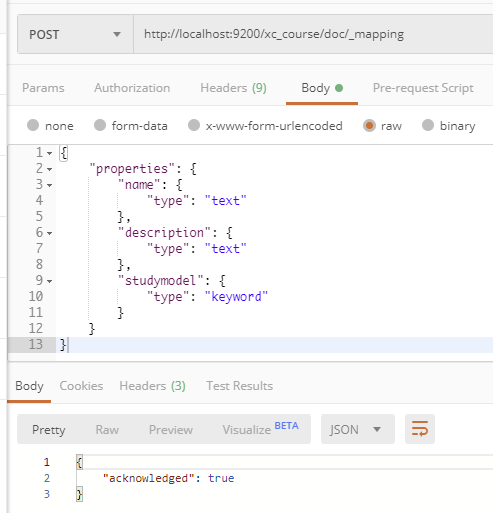 POST http://localhost:9200/xc_course/doc/_mapping
Params Authorization Headers (9) Body Pre-request Script
none form-data x-www-form-urlencoded raw binary
1 {
2 "properties": {
3 "name": {
4 "type": "text"
5 },
6 "description": {
7 "type": "text"
8 },
9 "studymodel": {
10 "type": "keyword"
11 }
12 }
13 }
Body Cookies Headers (3) Test Results
Pretty Raw Preview Visualize BETA JSON
1 {
2 "acknowledged": true
3 }